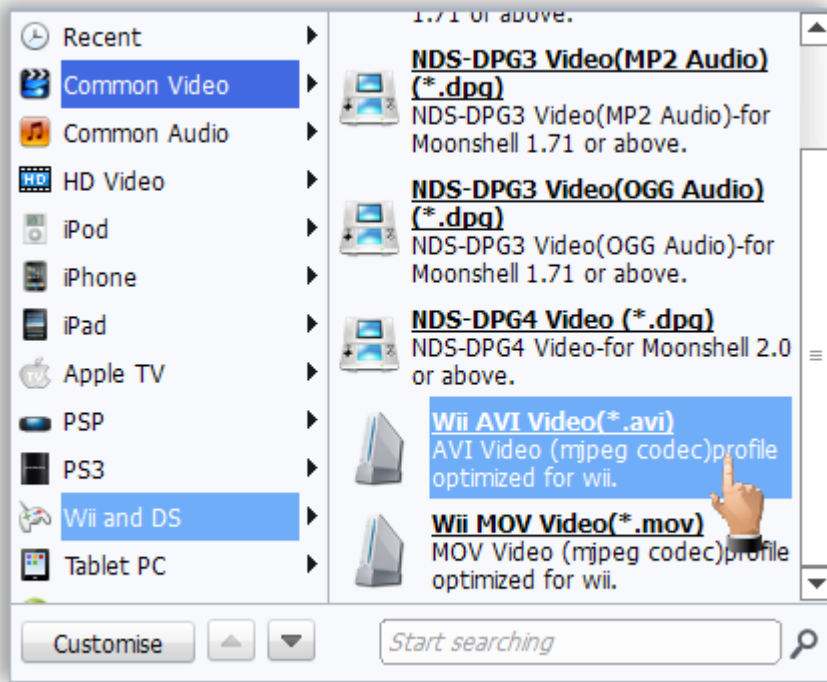 Recent
Common Video
Common Audio
HD Video
iPod
iPhone
iPad
Apple TV
PSP
PS3
Wii and DS
Tablet PC
1.71 or above.
NDS-DPG3 Video(MP2 Audio)
(*.dpg)
NDS-DPG3 Video(MP2 Audio)-for
Moonshell 1.71 or above.
NDS-DPG3 Video(OGG Audio)
(*.dpg)
NDS-DPG3 Video(OGG Audio)-for
Moonshell 1.71 or above.
NDS-DPG4 Video (*.dpg)
NDS-DPG4 Video-for Moonshell 2.0
or above.
Wii AVI Video(*.avi)
AVI Video (mjpeg codec)profile
optimized for wii.
Wii MOV Video(*.mov)
MOV Video (mjpeg codec)profile
optimized for wii.
Customise
Start searching